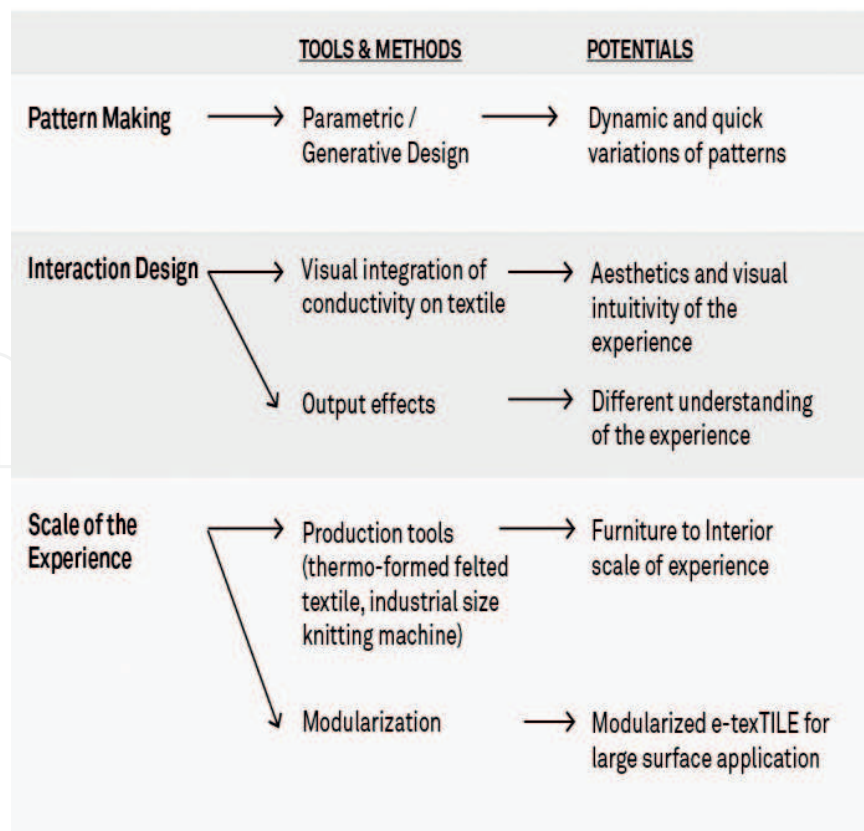 TOOLS & METHODS
POTENTIALS
Pattern Making
Parametric /
Generative Design
Dynamic and quick
variations of patterns
Interaction Design
Visual integration of
conductivity on textile
Aesthetics and visual
intuitivity of the
experience
Output effects
Different understanding
of the experience
Scale of the
Experience
Production tools
(thermo-formed felted
textile, industrial size
knitting machine)
Furniture to Interior
scale of experience
Modularization
Modularized e-texTILE for
large surface application